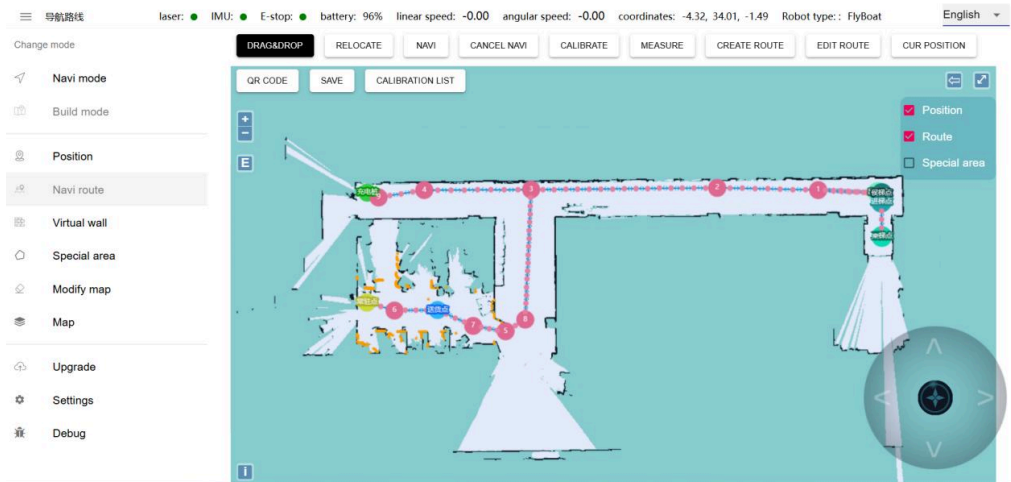 导航路线 laser: IMU: E-stop: battery: 96% linear speed: -0.00 angular speed: -0.00 coordinates: -4.32, 34.01, -1.49 Robot type: : FlyBoat English
Change mode
DRAG&DROP RELOCATE NAVI CANCEL NAVI CALIBRATE MEASURE CREATE ROUTE EDIT ROUTE CUR POSITION
Navi mode
QR CODE SAVE CALIBRATION LIST
Build mode
Position
Route
Special area
+
−
E
Position
Navi route
Virtual wall
Special area
Modify map
Map
Upgrade
Settings
Debug
充电桩
4
3
2
1
6
送货点
7
5
8
i